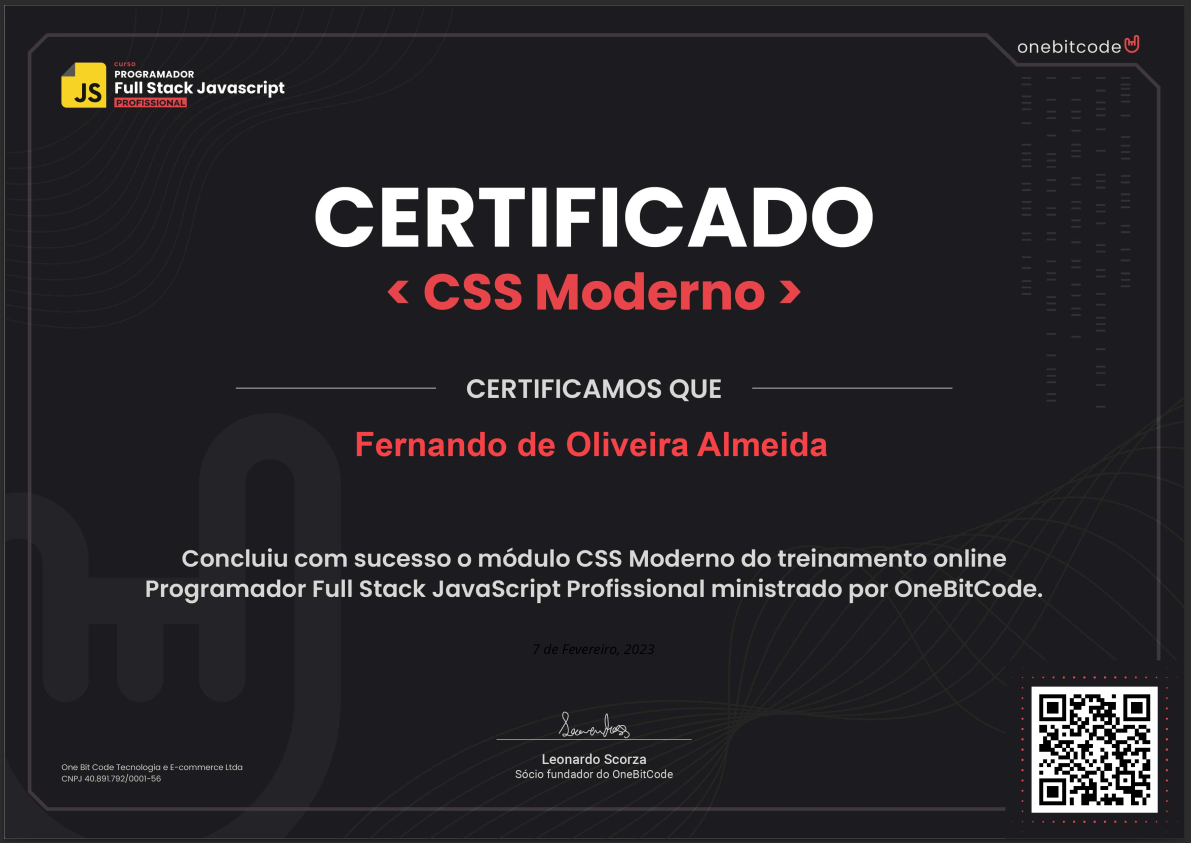 onebitcode
curso
PROGRAMADOR
Full Stack Javascript
PROFISSIONAL
JS
CERTIFICADO
< CSS Moderno >
CERTIFICAMOS QUE
Fernando de Oliveira Almeida
Concluiu com sucesso o módulo CSS Moderno do treinamento online
Programador Full Stack JavaScript Profissional ministrado por OneBitCode.
7 de Fevereiro, 2023
Leonardo Scorza
Sócio fundador do OneBitCode
One Bit Code Tecnologia e E-commerce Ltda
CNPJ 40.891.792/0001-56